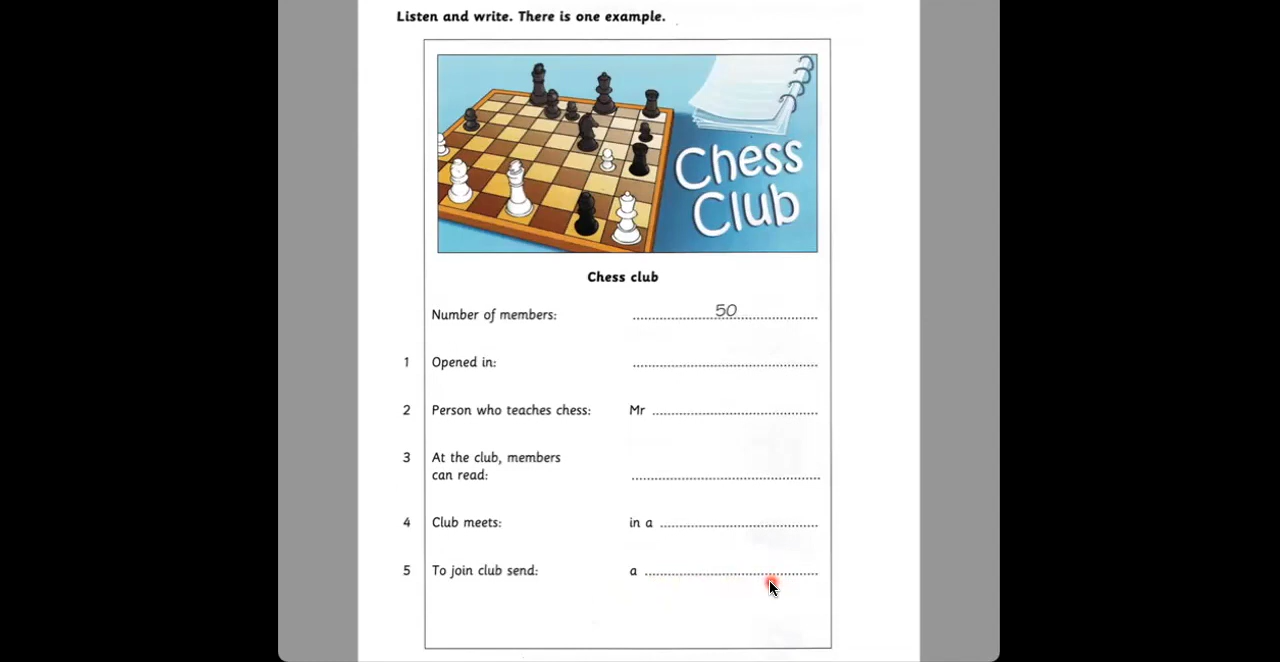 Listen and write. There is one example.
Chess
Club
Chess club
Number of members: 50
1 Opened in:
2 Person who teaches chess: Mr
3 At the club, members
can read:
4 Club meets: in a
5 To join club send: a